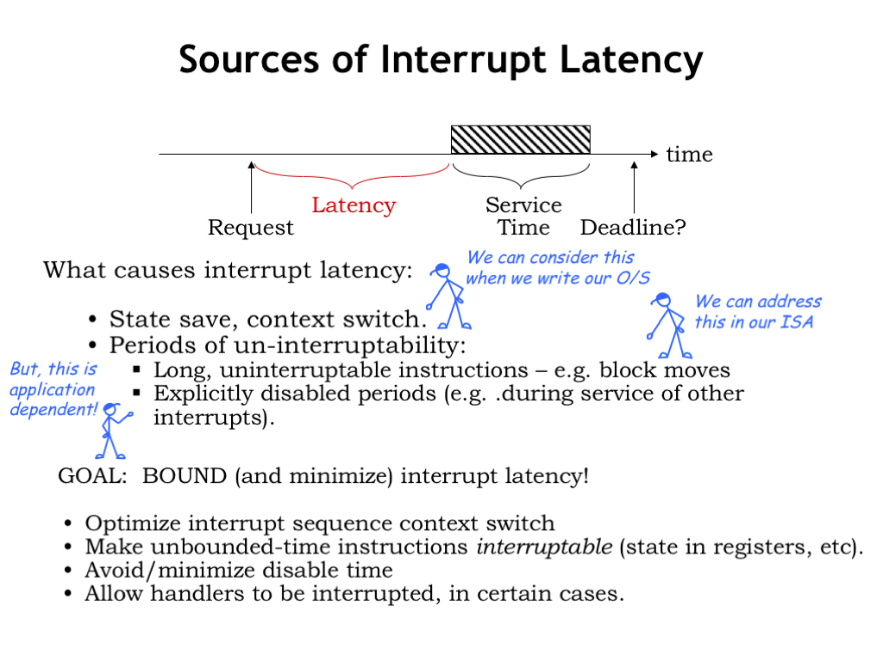 Sources of Interrupt Latency
time
Latency
Service
Time
Request
Deadline?
We can consider this
when we write our O/S
What causes interrupt latency:
We can address
this in our ISA
• State save, context switch.
• Periods of un-interruptability:
But, this is
application
dependent!
▪ Long, uninterruptable instructions – e.g. block moves
▪ Explicitly disabled periods (e.g. .during service of other
interrupts).
GOAL: BOUND (and minimize) interrupt latency!
• Optimize interrupt sequence context switch
• Make unbounded-time instructions interruptable (state in registers, etc).
• Avoid/minimize disable time
• Allow handlers to be interrupted, in certain cases.